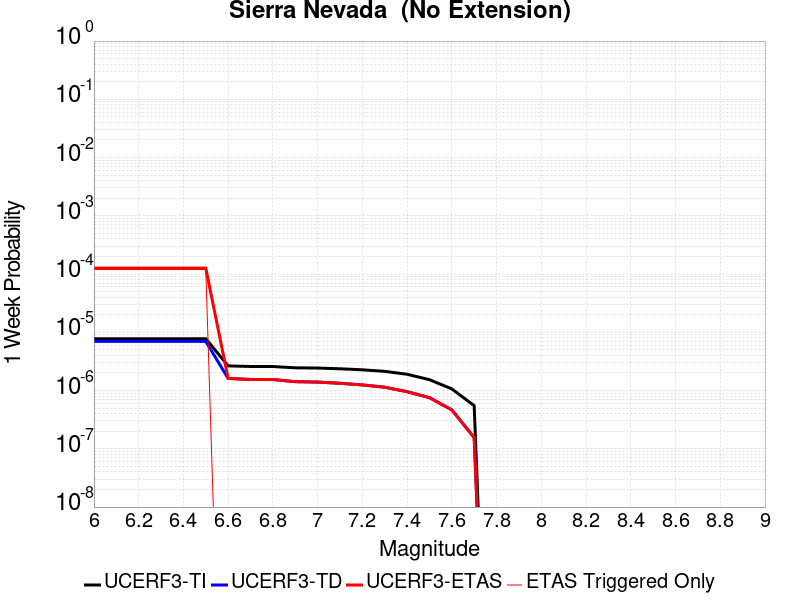 Sierra Nevada (No Extension)
10^0
10^-1
10^-2
10^-3
10^-4
10^-5
10^-6
10^-7
10^-8
1 Week Probability
6 6.2 6.4 6.6 6.8 7 7.2 7.4 7.6 7.8 8 8.2 8.4 8.6 8.8 9
Magnitude
UCERF3-TI UCERF3-TD UCERF3-ETAS ETAS Triggered Only